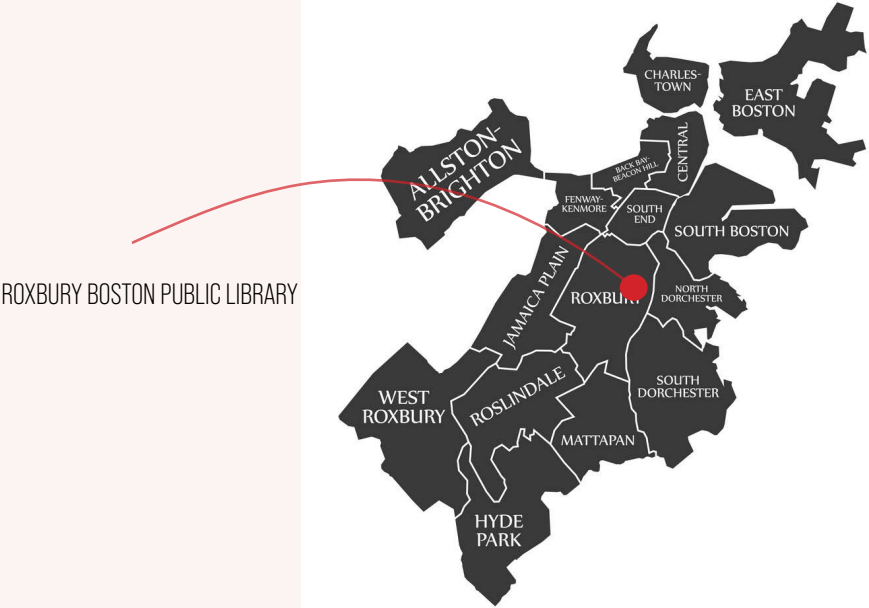 ROXBURY BOSTON PUBLIC LIBRARY
CHARLES-
TOWN
EAST
BOSTON
ALLSTON-
BRIGHTON
BACK BAY-
BEACON HILL
CENTRAL
FENWAY-
KENMORE
SOUTH
END
SOUTH BOSTON
JAMAICA PLAIN
ROXBURY
NORTH
DORCHESTER
WEST
ROXBURY
ROSLINDALE
SOUTH
DORCHESTER
MATTAPAN
HYDE
PARK